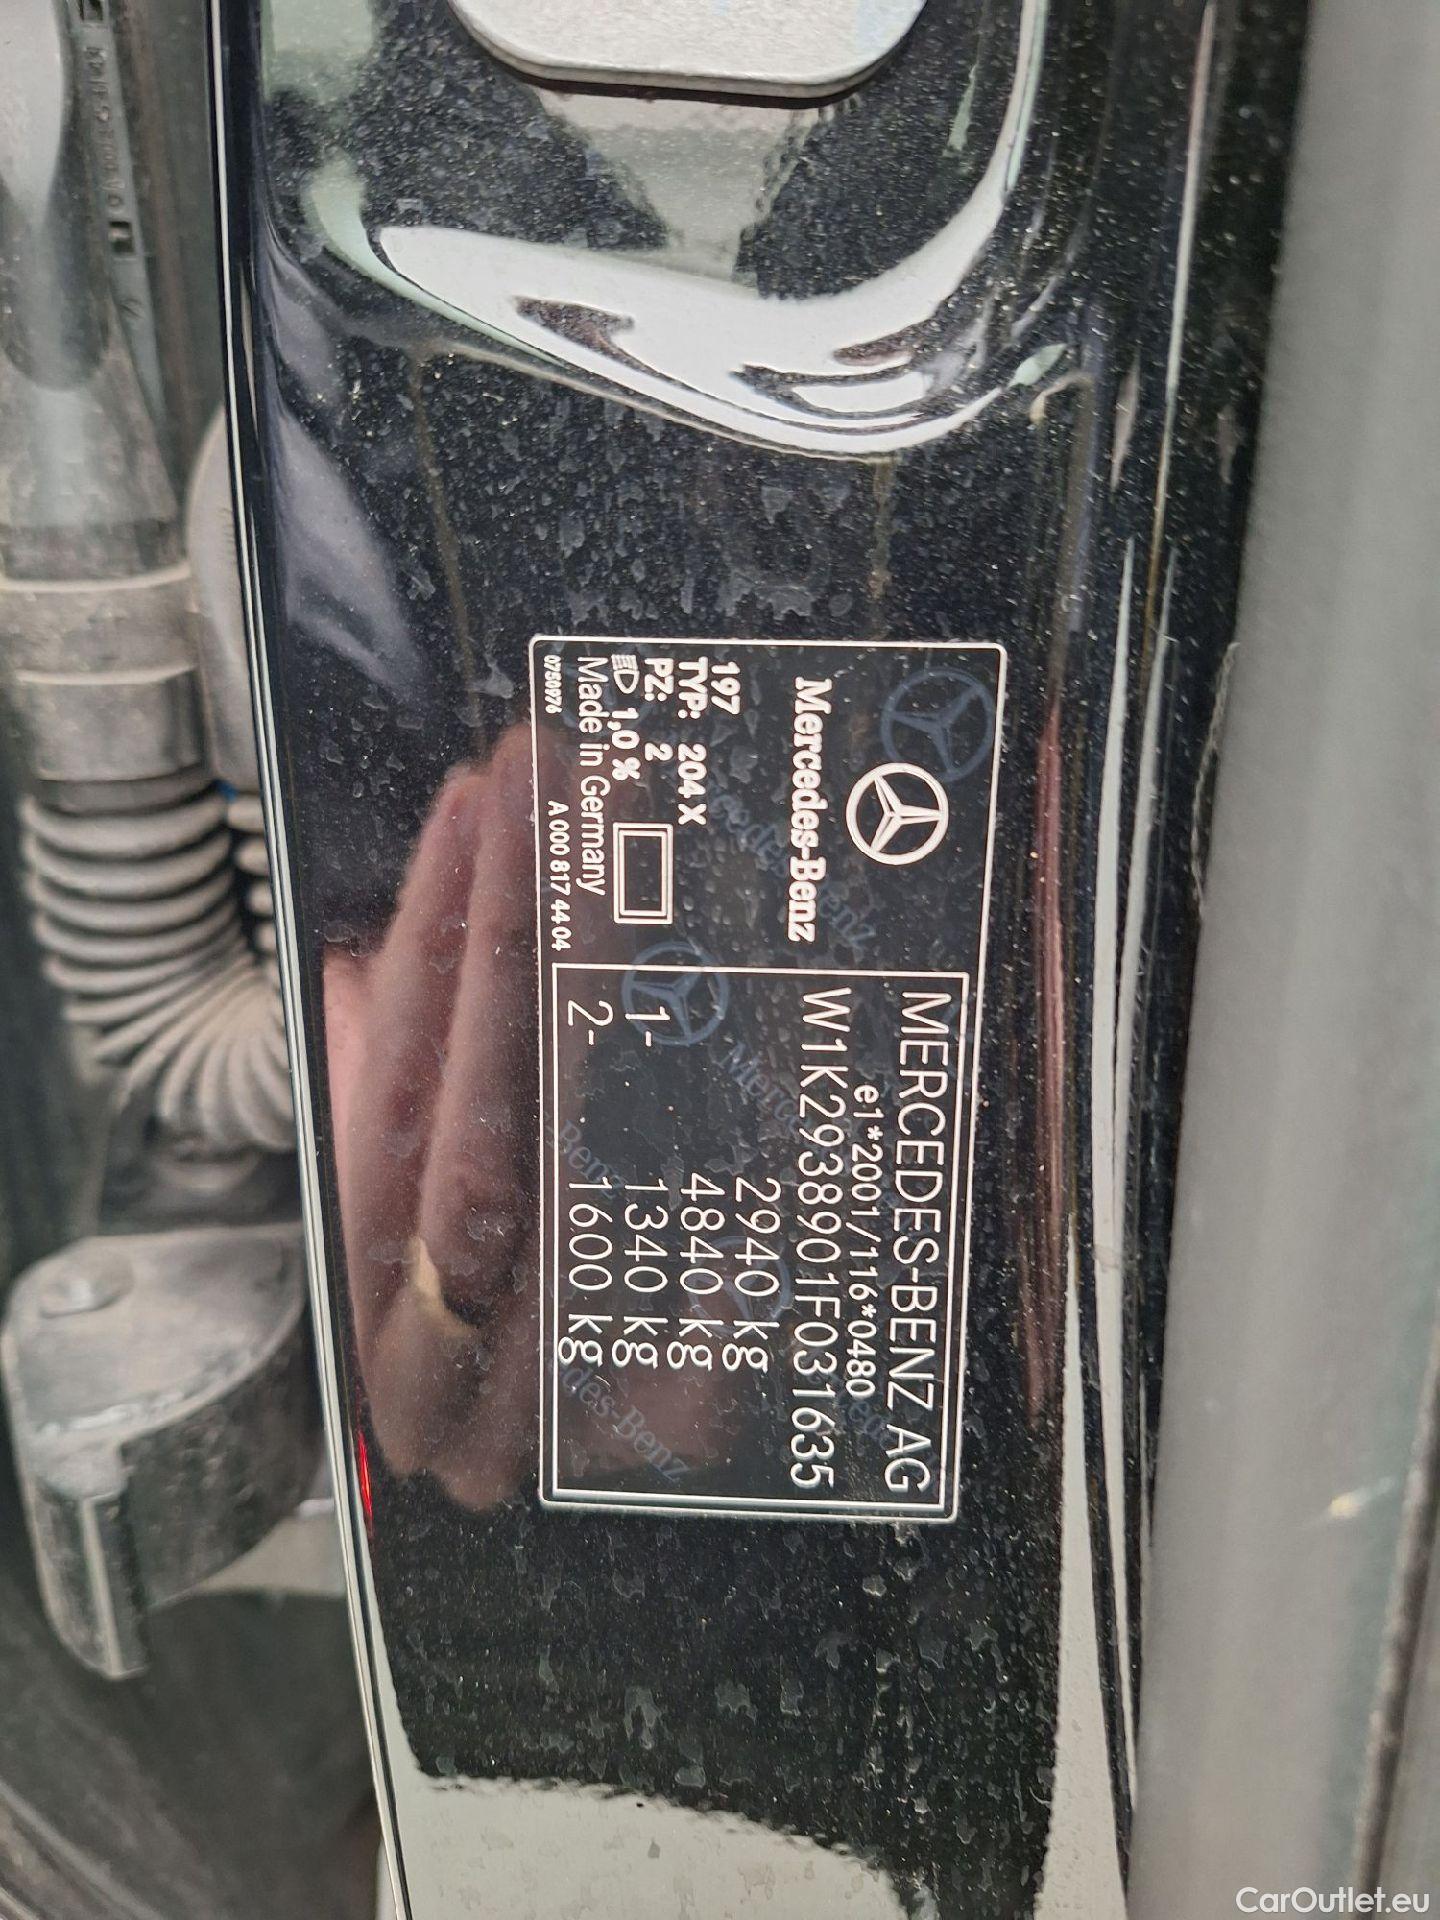 Mercedes-Benz
197
TYP: 204 X
PZ: 2
1,0 %
Made in Germany
0750976
A 000 817 44 04
MERCEDES-BENZ AG
e1*2001/116*0480
W1K2938901F031635
2940 kg
4840 kg
1- 1340 kg
2- 1600 kg
CarOutlet.eu